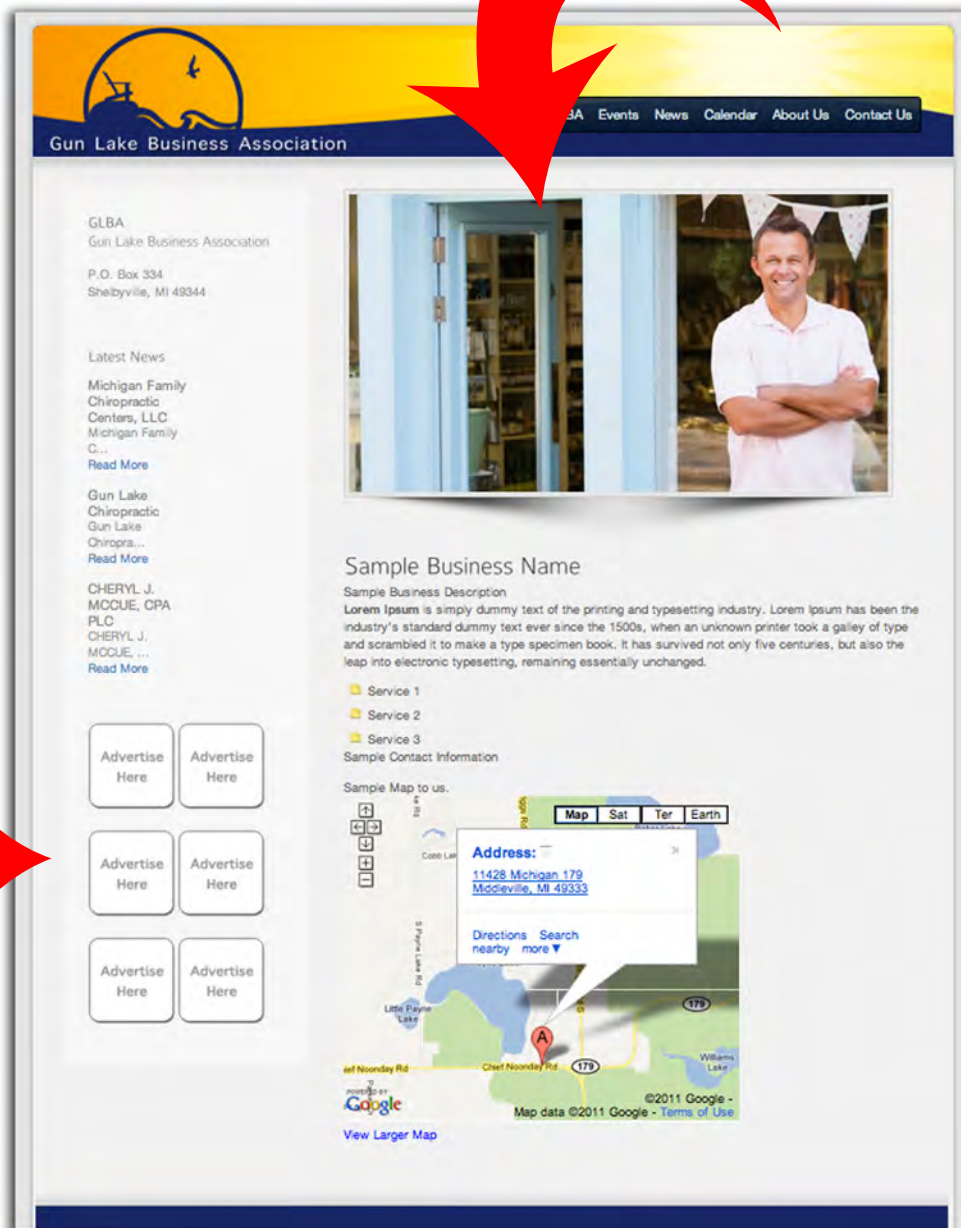 Gun Lake Business Association
Events News Calendar About Us Contact Us
GLBA
Gun Lake Business Association
P.O. Box 334
Shelbyville, MI 49344
Latest News
Michigan Family
Chiropractic
Centers, LLC
Michigan Family
C...
Read More
Gun Lake
Chiropractic
Gun Lake
Chiropra...
Read More
CHERYL J.
MCCUE, CPA
PLC
CHERYL J.
MCCUE, ...
Read More
Advertise Here
Advertise Here
Advertise Here
Advertise Here
Advertise Here
Advertise Here
Sample Business Name
Sample Business Description
Lorem Ipsum is simply dummy text of the printing and typesetting industry. Lorem Ipsum has been the
industry's standard dummy text ever since the 1500s, when an unknown printer took a galley of type
and scrambled it to make a type specimen book. It has survived not only five centuries, but also the
leap into electronic typesetting, remaining essentially unchanged.
Service 1
Service 2
Service 3
Sample Contact Information
Sample Map to us.
Map Sat Ter Earth
Cobb
Address:
11428 Michigan 179
Middleville, MI 49333
Directions Search
nearby more▼
S Payne Lake Rd
Little Payne
Lake
179
A
Williams
Lake
Noonday Rd
Chief Noonday Rd
179
POWERED BY
Google
©2011 Google -
Map data ©2011 Google - Terms of Use
View Larger Map